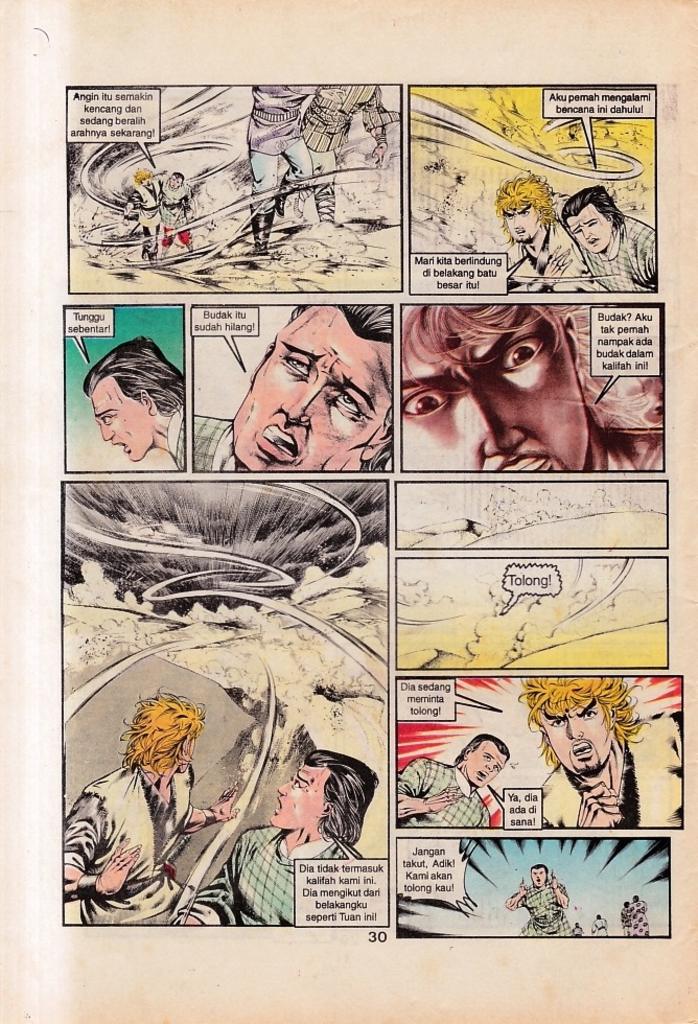 Angin itu semakin
kencang dan
sedang beralih
arahnya sekarang!
Aku pernah mengalami
bencana ini dahulu!
Mari kita berlindung
di belakang batu
besar itu!
Tunggu
sebentar!
Budak itu
sudah hilang!
Budak? Aku
tak pernah
nampak ada
budak dalam
kalifah ini!
Dia tidak termasuk
kalifah kami ini.
Dia mengikut dari
belakangku
seperti Tuan ini!
Tolong!
Dia sedang
meminta
tolong!
Ya, dia
ada di
sana!
Jangan
takut, Adik!
Kami akan
tolong kau!
30